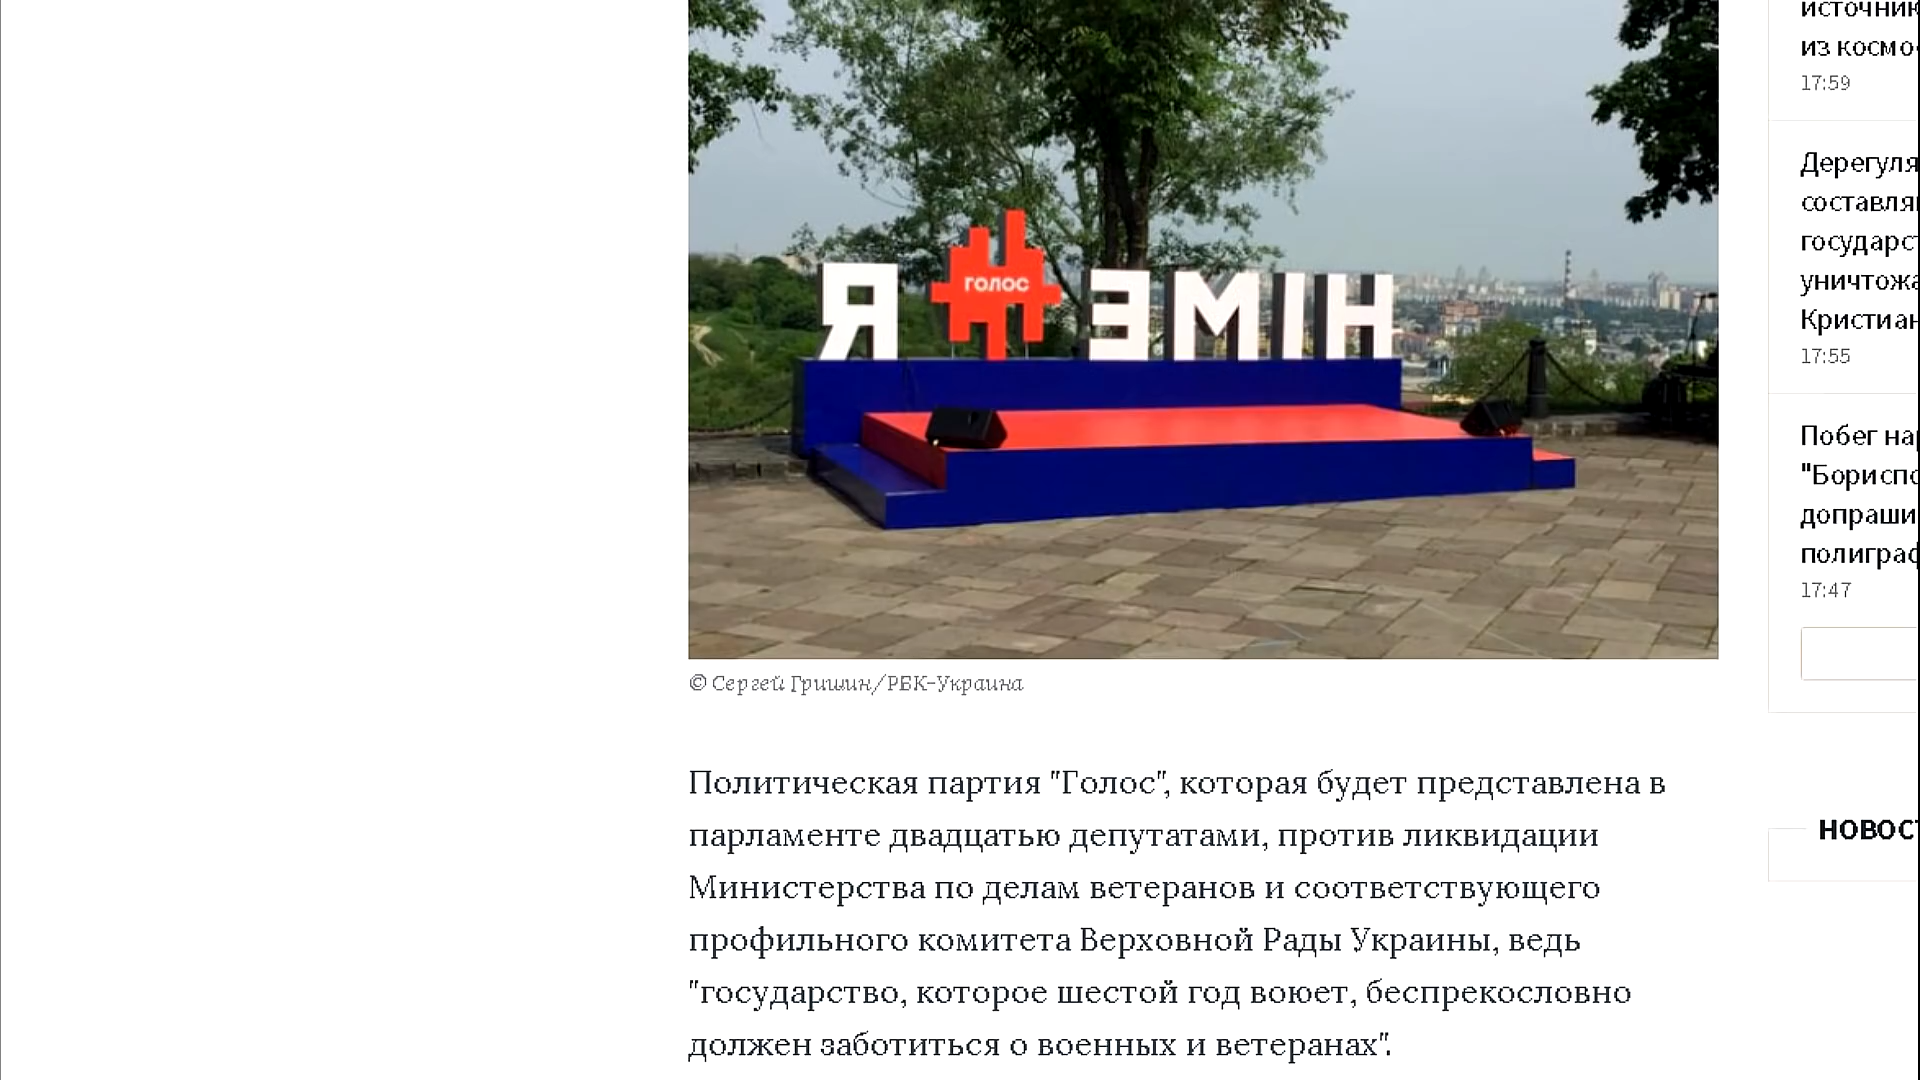 Я ГОЛОС ЗМІН
© Сергей Гришин/РБК-Украина
Политическая партия "Голос", которая будет представлена в
парламенте двадцатью депутатами, против ликвидации
Министерства по делам ветеранов и соответствующего
профильного комитета Верховной Рады Украины, ведь
"государство, которое шестой год воюет, беспрекословно
должен заботиться о военных и ветеранах".
из космо
17:59
Дерегуля
составля
государс
уничтожа
Кристиан
17:55
Побег на
"Бориспо
допраши
полиграф
17:47
НОВОС